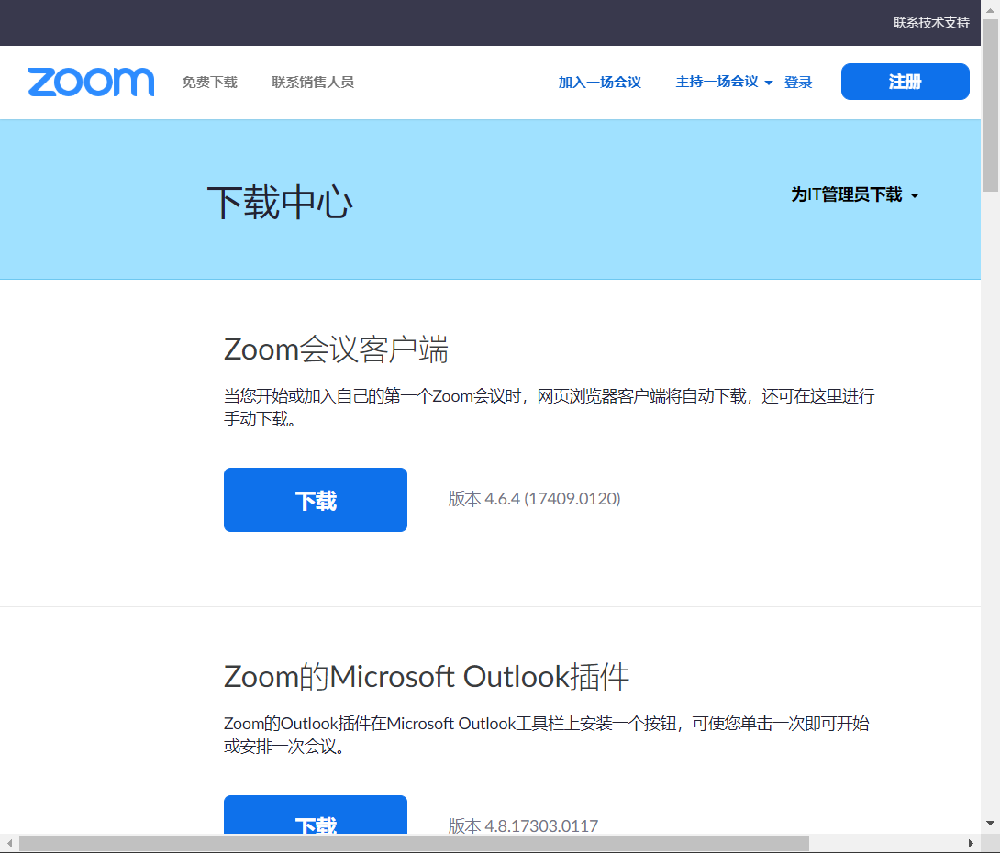 联系技术支持
zoom 免费下载 联系销售人员 加入一场会议 主持一场会议 登录 注册
下载中心 为IT管理员下载
Zoom会议客户端
当您开始或加入自己的第一个Zoom会议时，网页浏览器客户端将自动下载，还可在这里进行
手动下载。
下载 版本 4.6.4 (17409.0120)
Zoom的Microsoft Outlook插件
Zoom的Outlook插件在Microsoft Outlook工具栏上安装一个按钮，可使您单击一次即可开始
或安排一次会议。
下载 版本 4.8.17303.0117